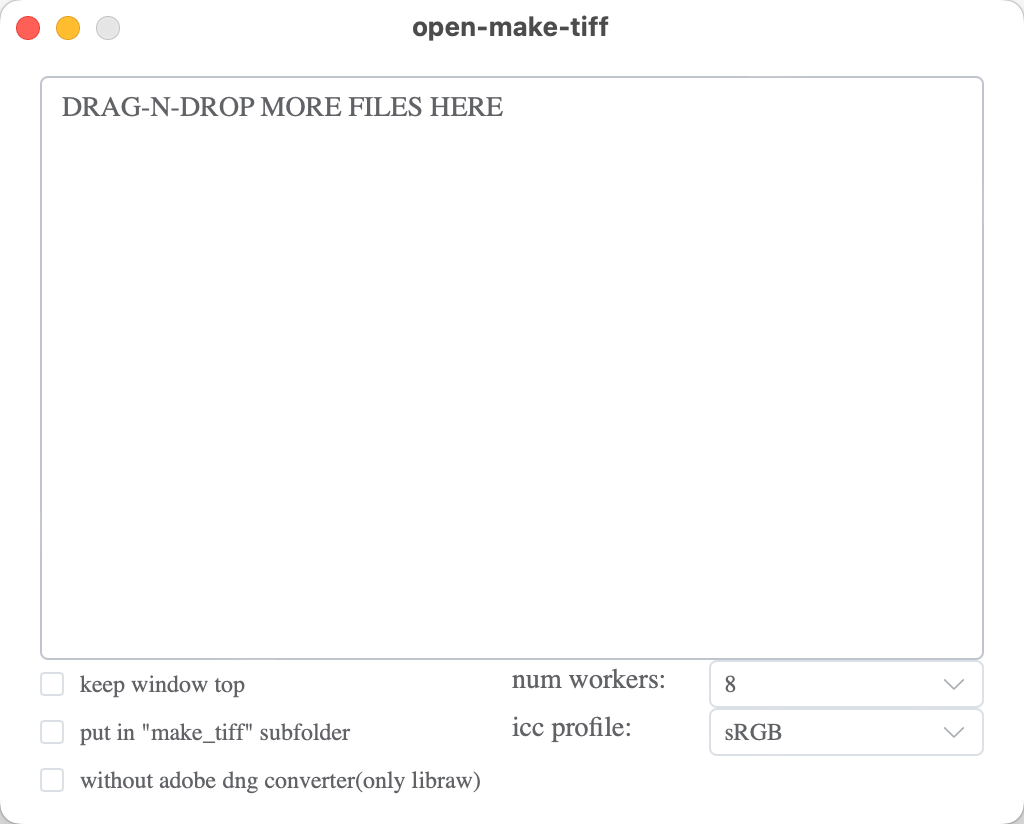 open-make-tiff
DRAG-N-DROP MORE FILES HERE
keep window top
num workers:
8
put in "make_tiff" subfolder
icc profile:
sRGB
without adobe dng converter(only libraw)